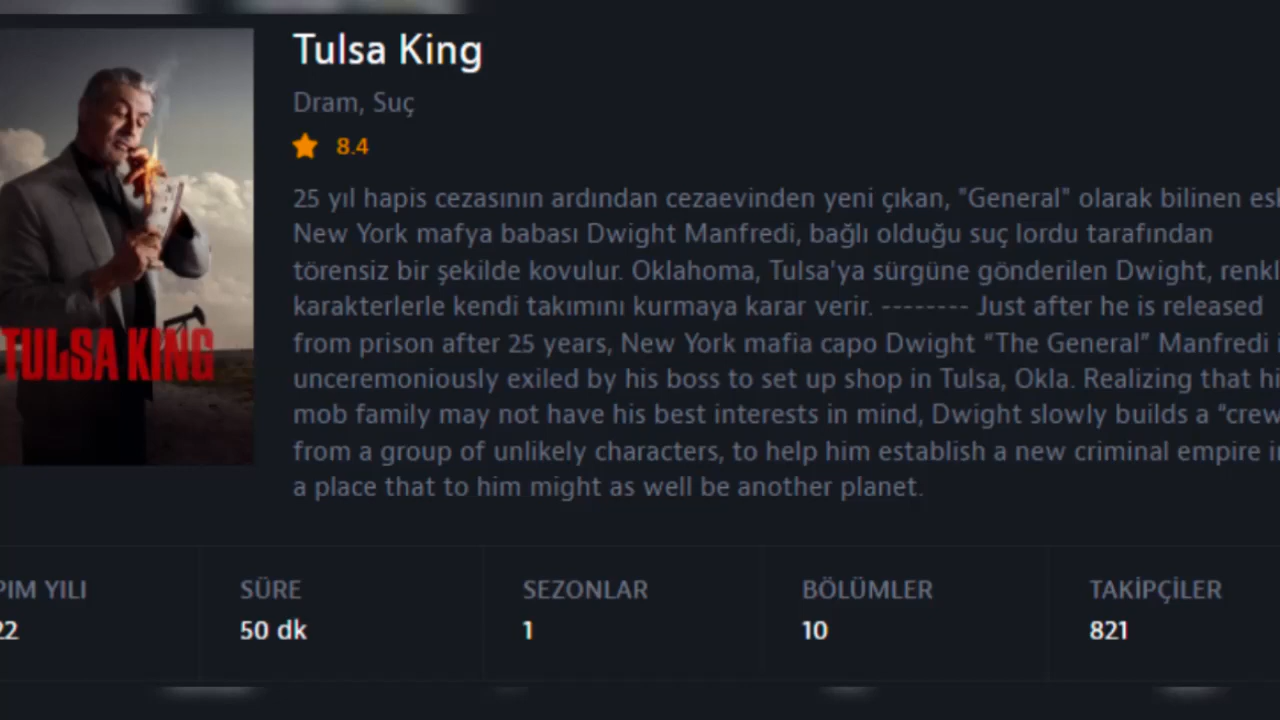 Tulsa King
Dram, Suç
8.4
25 yıl hapis cezasının ardından cezaevinden yeni çıkan, "General" olarak bilinen
New York mafya babası Dwight Manfredi, bağlı olduğu suç lordu tarafından
törensiz bir şekilde kovulur. Oklahoma, Tulsa'ya sürgüne gönderilen Dwight,
karakterlerle kendi takımını kurmaya karar verir. -------- Just after he is released
from prison after 25 years, New York mafia capo Dwight “The General” Manfredi
unceremoniously exiled by his boss to set up shop in Tulsa, Okla. Realizing that
mob family may not have his best interests in mind, Dwight slowly builds a “crew
from a group of unlikely characters, to help him establish a new criminal empire
a place that to him might as well be another planet.
TULSA KING
YILI
SÜRE
SEZONLAR
BÖLÜMLER
TAKİPÇİLER
50 dk
1
10
821